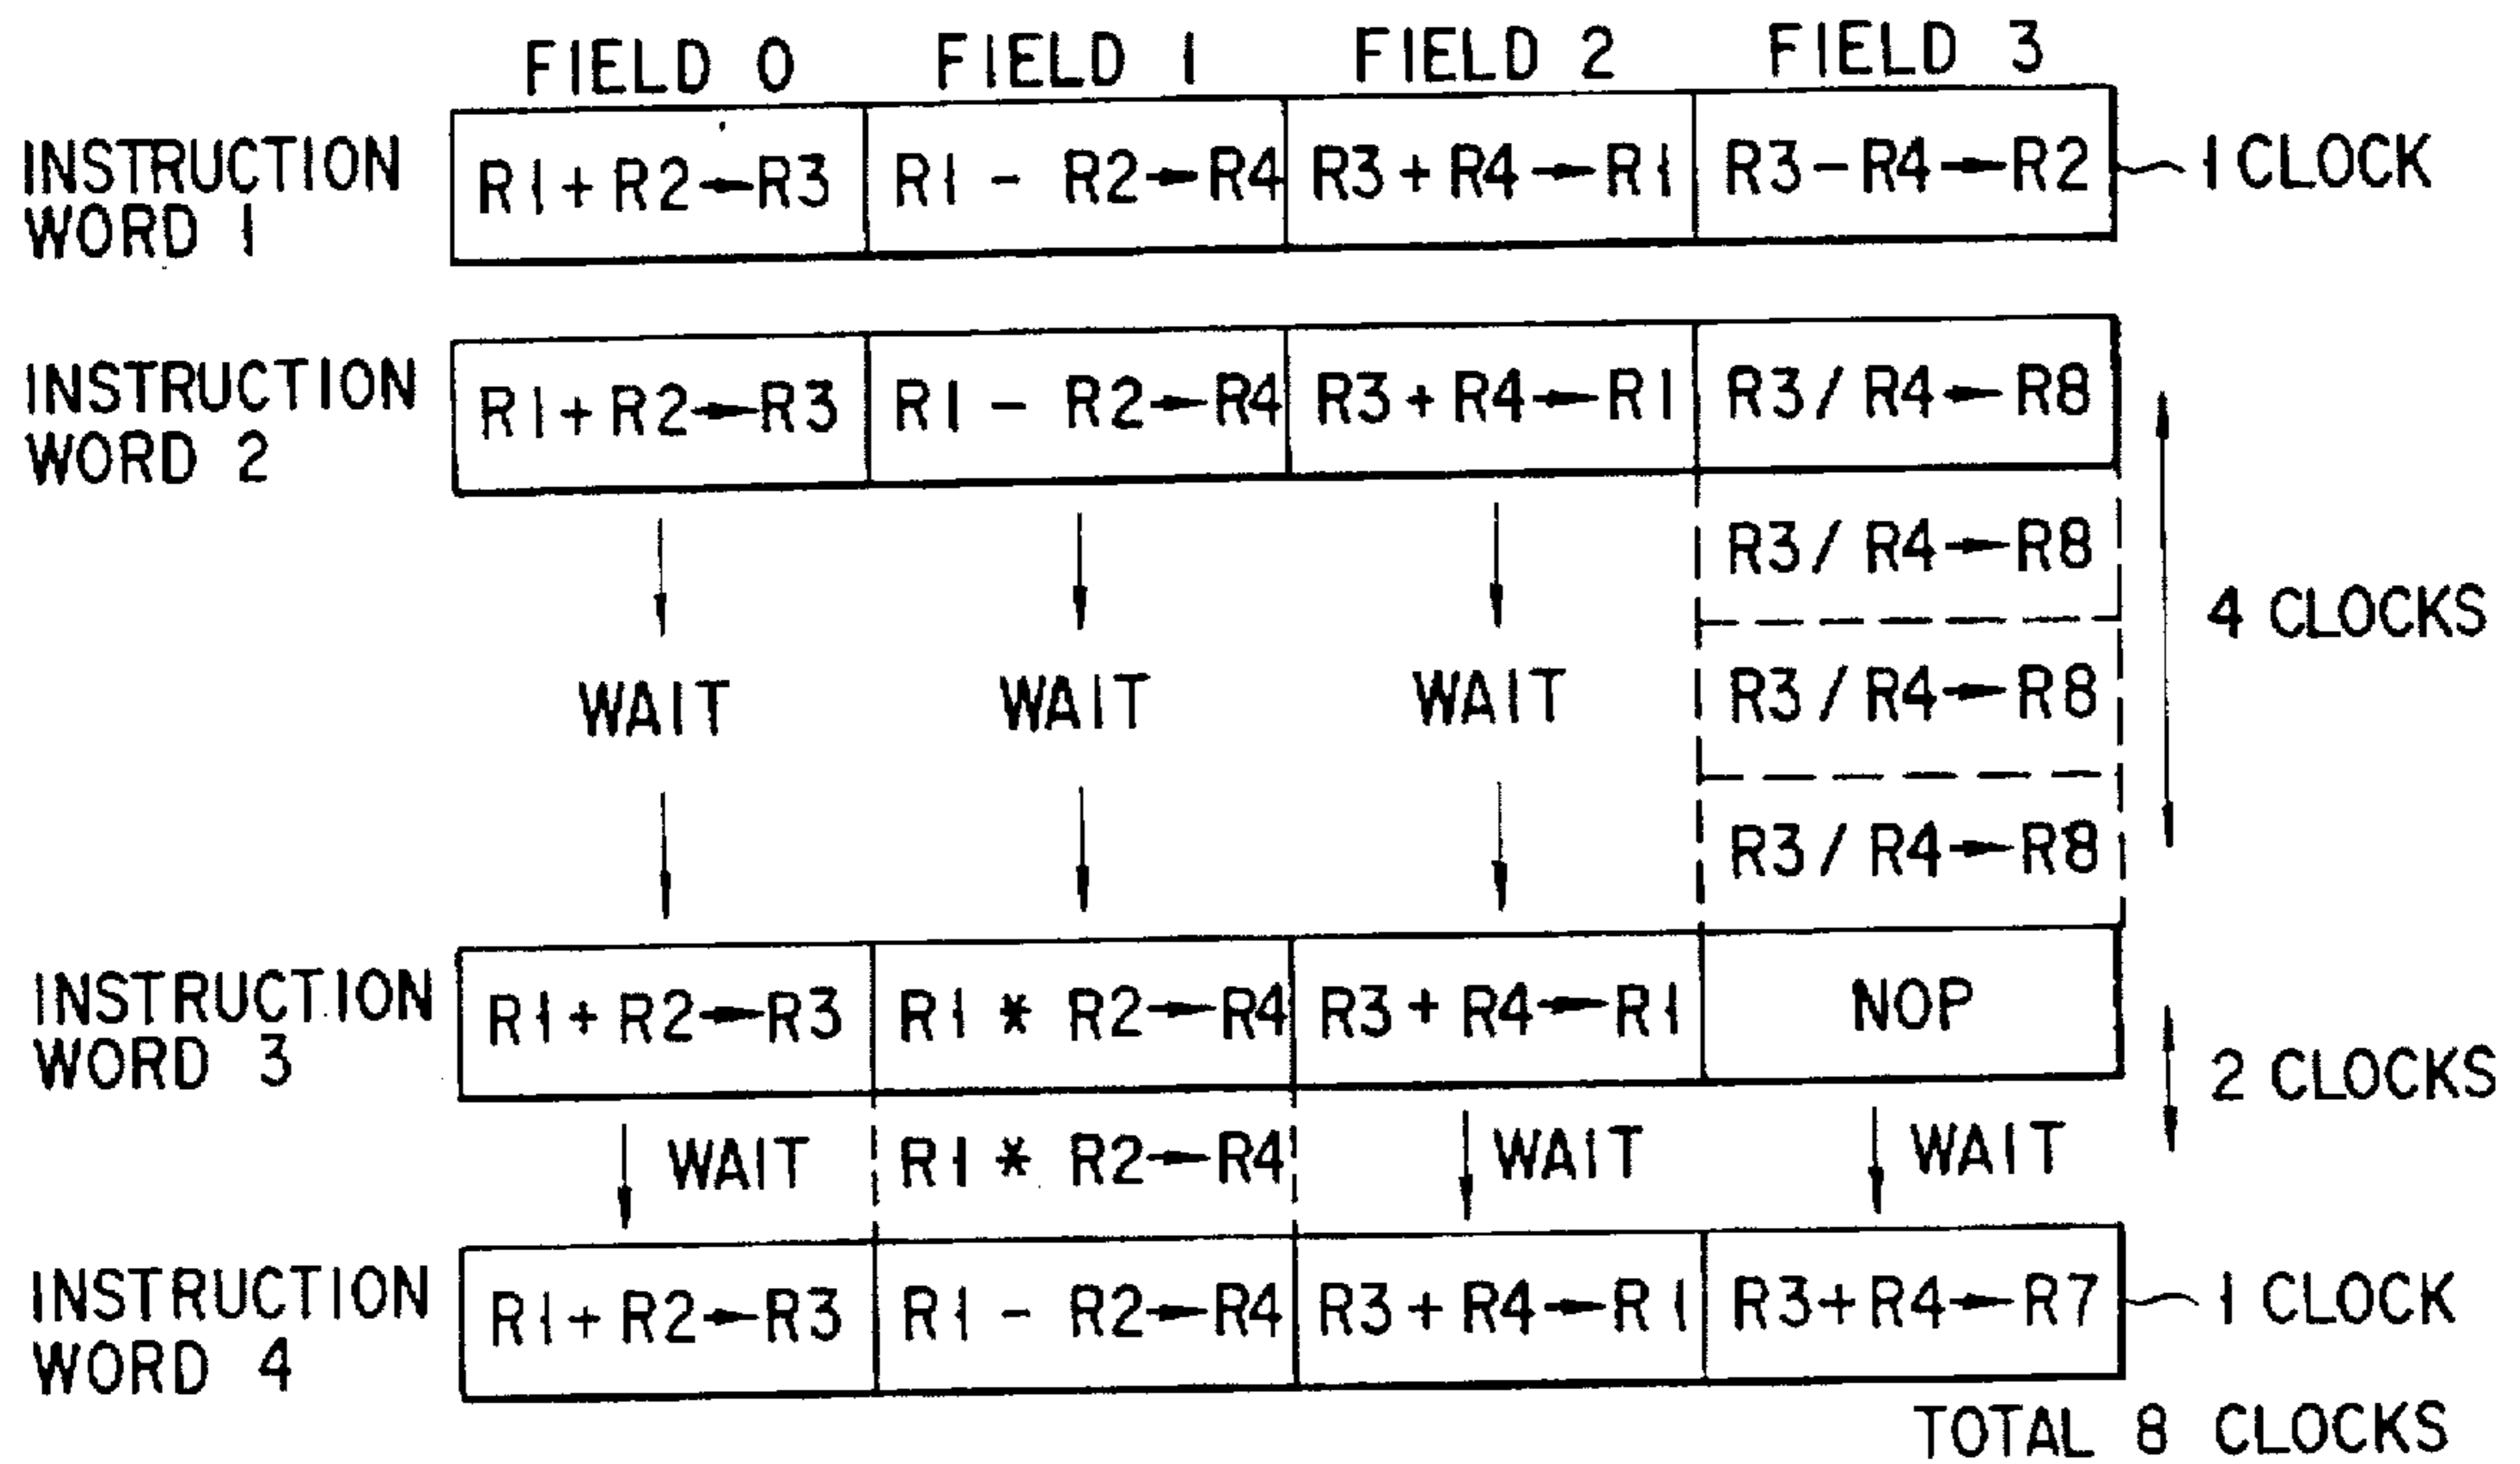 FIELD 0 FIELD 1 FIELD 2 FIELD 3
INSTRUCTION WORD 1
R1+R2→R3 R1 - R2→R4 R3+R4→R1 R3-R4→R2 1 CLOCK
INSTRUCTION WORD 2
R1+R2→R3 R1 - R2→R4 R3+R4→R1 R3/R4→R8
R3/R4→R8
4 CLOCKS
WAIT WAIT WAIT R3/R4→R8
R3/R4→R8
INSTRUCTION WORD 3
R1+R2→R3 R1 * R2→R4 R3+R4→R1 NOP
2 CLOCKS
WAIT R1 * R2→R4 WAIT WAIT
INSTRUCTION WORD 4
R1+R2→R3 R1 - R2→R4 R3+R4→R1 R3+R4→R7 1 CLOCK
TOTAL 8 CLOCKS